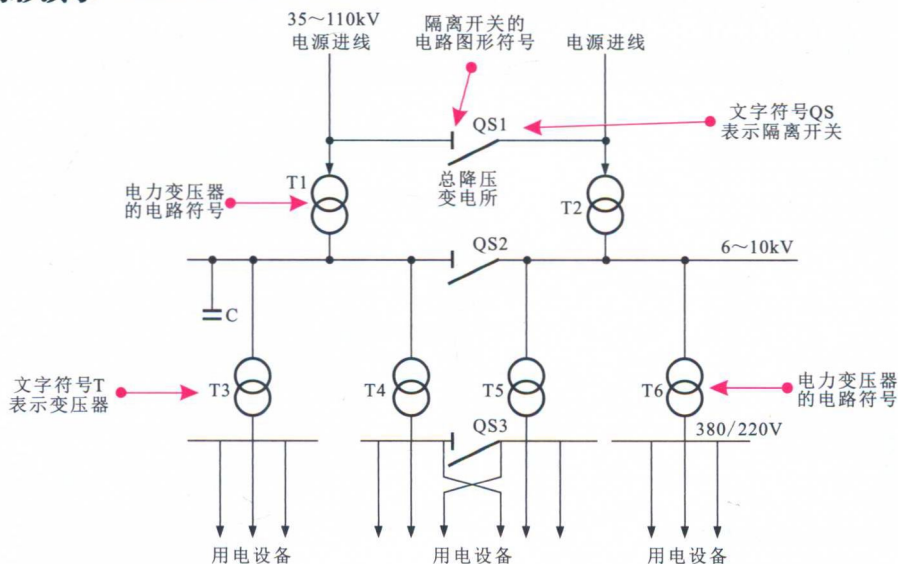 35～110kV
电源进线
隔离开关的
电路图形符号
电源进线
QS1
文字符号QS
表示隔离开关
T1
总降压
变电所
电力变压器
的电路符号
T2
QS2
6～10kV
C
文字符号T
表示变压器
T3
T4
T5
T6
电力变压器
的电路符号
QS3
380/220V
用电设备
用电设备
用电设备